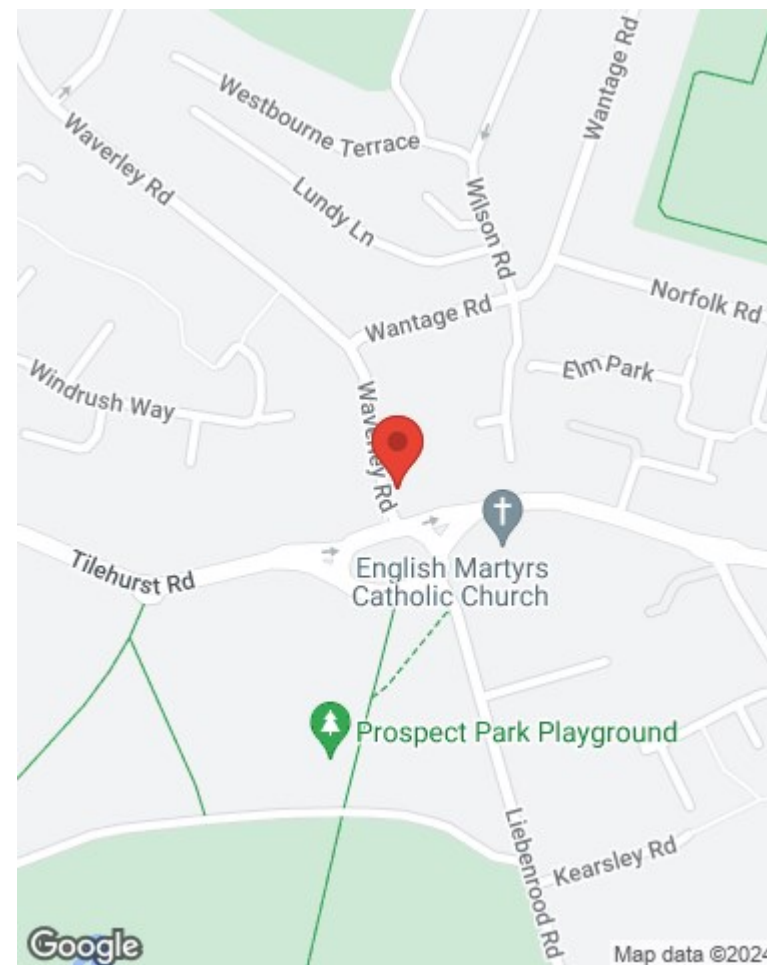 Wantage Rd
Westbourne Terrace
Waverley Rd
Lundy Ln
Wilson Rd
Norfolk Rd
Wantage Rd
Elm Park
Windrush Way
Waverley Rd
Tilehurst Rd
English Martyrs
Catholic Church
Prospect Park Playground
Liebenrood Rd
Kearsley Rd
Google
Map data ©2024